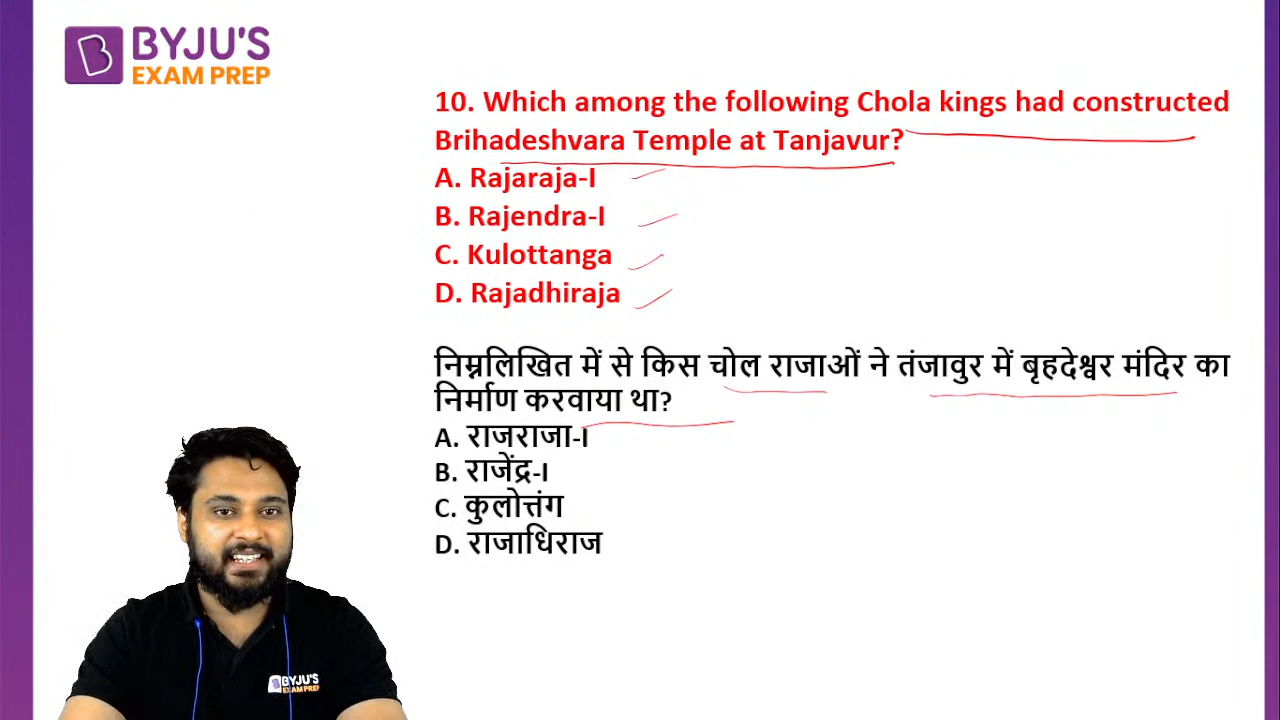 BYJU'S
EXAM PREP
10. Which among the following Chola kings had constructed
Brihadeshvara Temple at Tanjavur?
A. Rajaraja-I
B. Rajendra-I
C. Kulottanga
D. Rajadhiraja
निम्नलिखित में से किस चोल राजाओं ने तंजावुर में बृहदेश्वर मंदिर का
निर्माण करवाया था?
A. राजराजा-I
B. राजेंद्र-I
C. कुलोत्तंग
D. राजाधिराज
BYJU'S
EXAM PREP